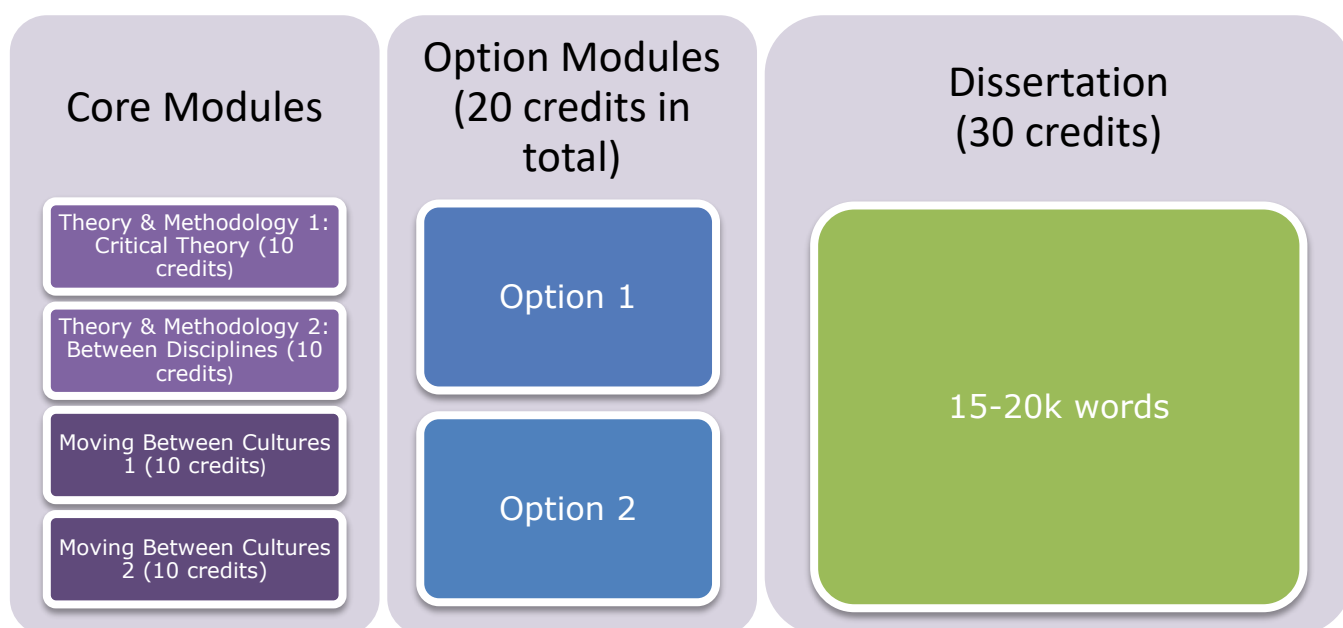 Core Modules
Theory & Methodology 1:
Critical Theory (10
credits)
Theory & Methodology 2:
Between Disciplines (10
credits)
Moving Between Cultures
1 (10 credits)
Moving Between Cultures
2 (10 credits)
Option Modules
(20 credits in
total)
Option 1
Option 2
Dissertation
(30 credits)
15-20k words